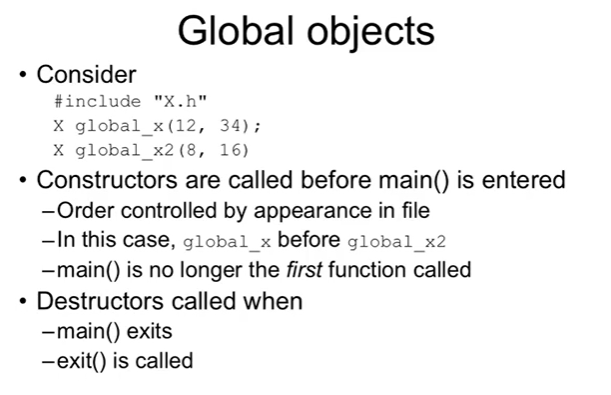 Global objects
• Consider
#include "X.h"
X global_x(12, 34);
X global_x2(8, 16)
• Constructors are called before main() is entered
–Order controlled by appearance in file
–In this case, global_x before global_x2
–main() is no longer the first function called
• Destructors called when
–main() exits
–exit() is called